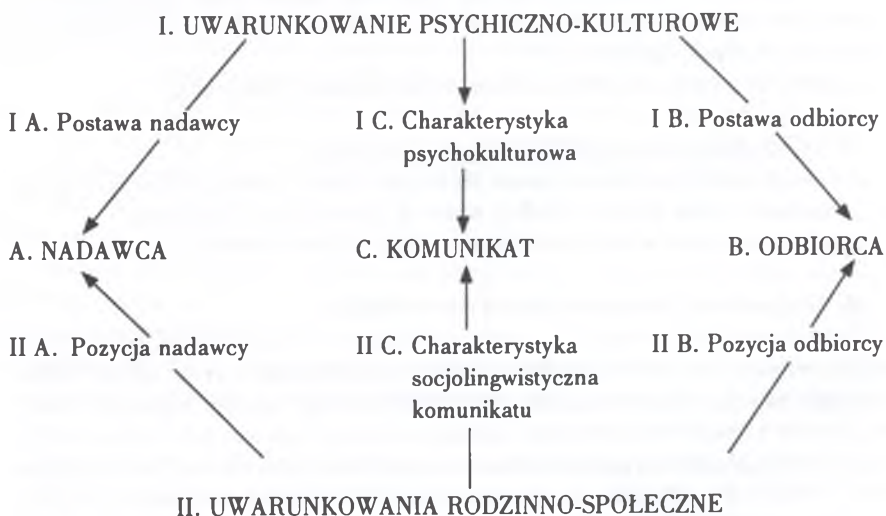 I. UWARUNKOWANIE PSYCHICZNO-KULTUROWE
I A. Postawa nadawcy
I C. Charakterystyka
psychokulturowa
I B. Postawa odbiorcy
A. NADAWCA
C. KOMUNIKAT
B. ODBIORCA
II A. Pozycja nadawcy
II C. Charakterystyka
socjolingwistyczna
komunikatu
II B. Pozycja odbiorcy
II. UWARUNKOWANIA RODZINNO-SPOŁECZNE